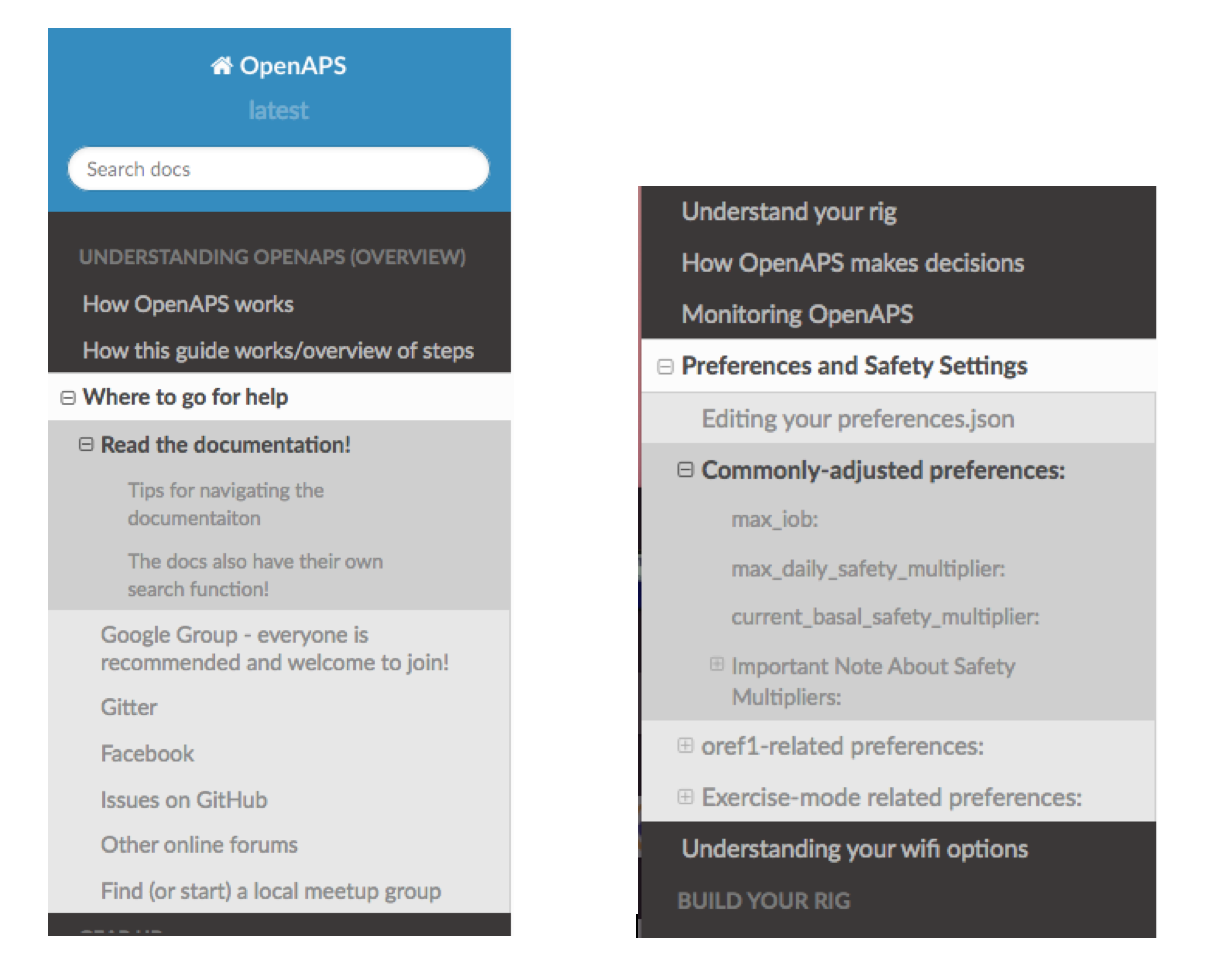 OpenAPS
latest
Search docs
UNDERSTANDING OPENAPS (OVERVIEW)
How OpenAPS works
How this guide works/overview of steps
Where to go for help
Read the documentation!
Tips for navigating the
documentaiton
The docs also have their own
search function!
Google Group - everyone is
recommended and welcome to join!
Gitter
Facebook
Issues on GitHub
Other online forums
Find (or start) a local meetup group
Understand your rig
How OpenAPS makes decisions
Monitoring OpenAPS
Preferences and Safety Settings
Editing your preferences.json
Commonly-adjusted preferences:
max_iob:
max_daily_safety_multiplier:
current_basal_safety_multiplier:
Important Note About Safety
Multipliers:
oref1-related preferences:
Exercise-mode related preferences:
Understanding your wifi options
BUILD YOUR RIG